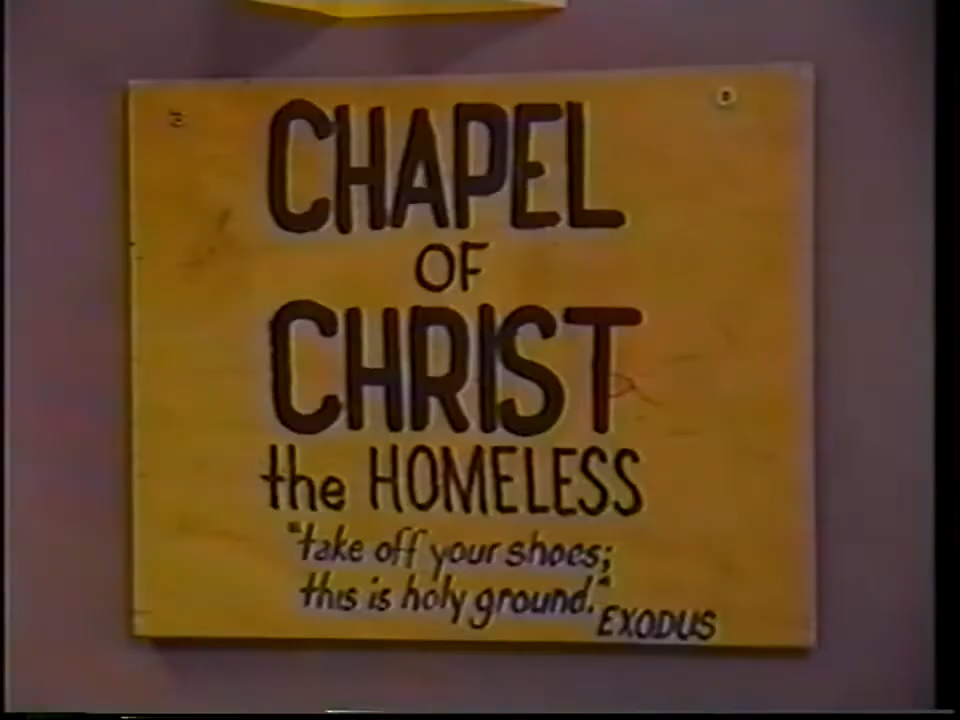 CHAPEL
OF
CHRIST
the HOMELESS
"take off your shoes;
this is holy ground."
EXODUS